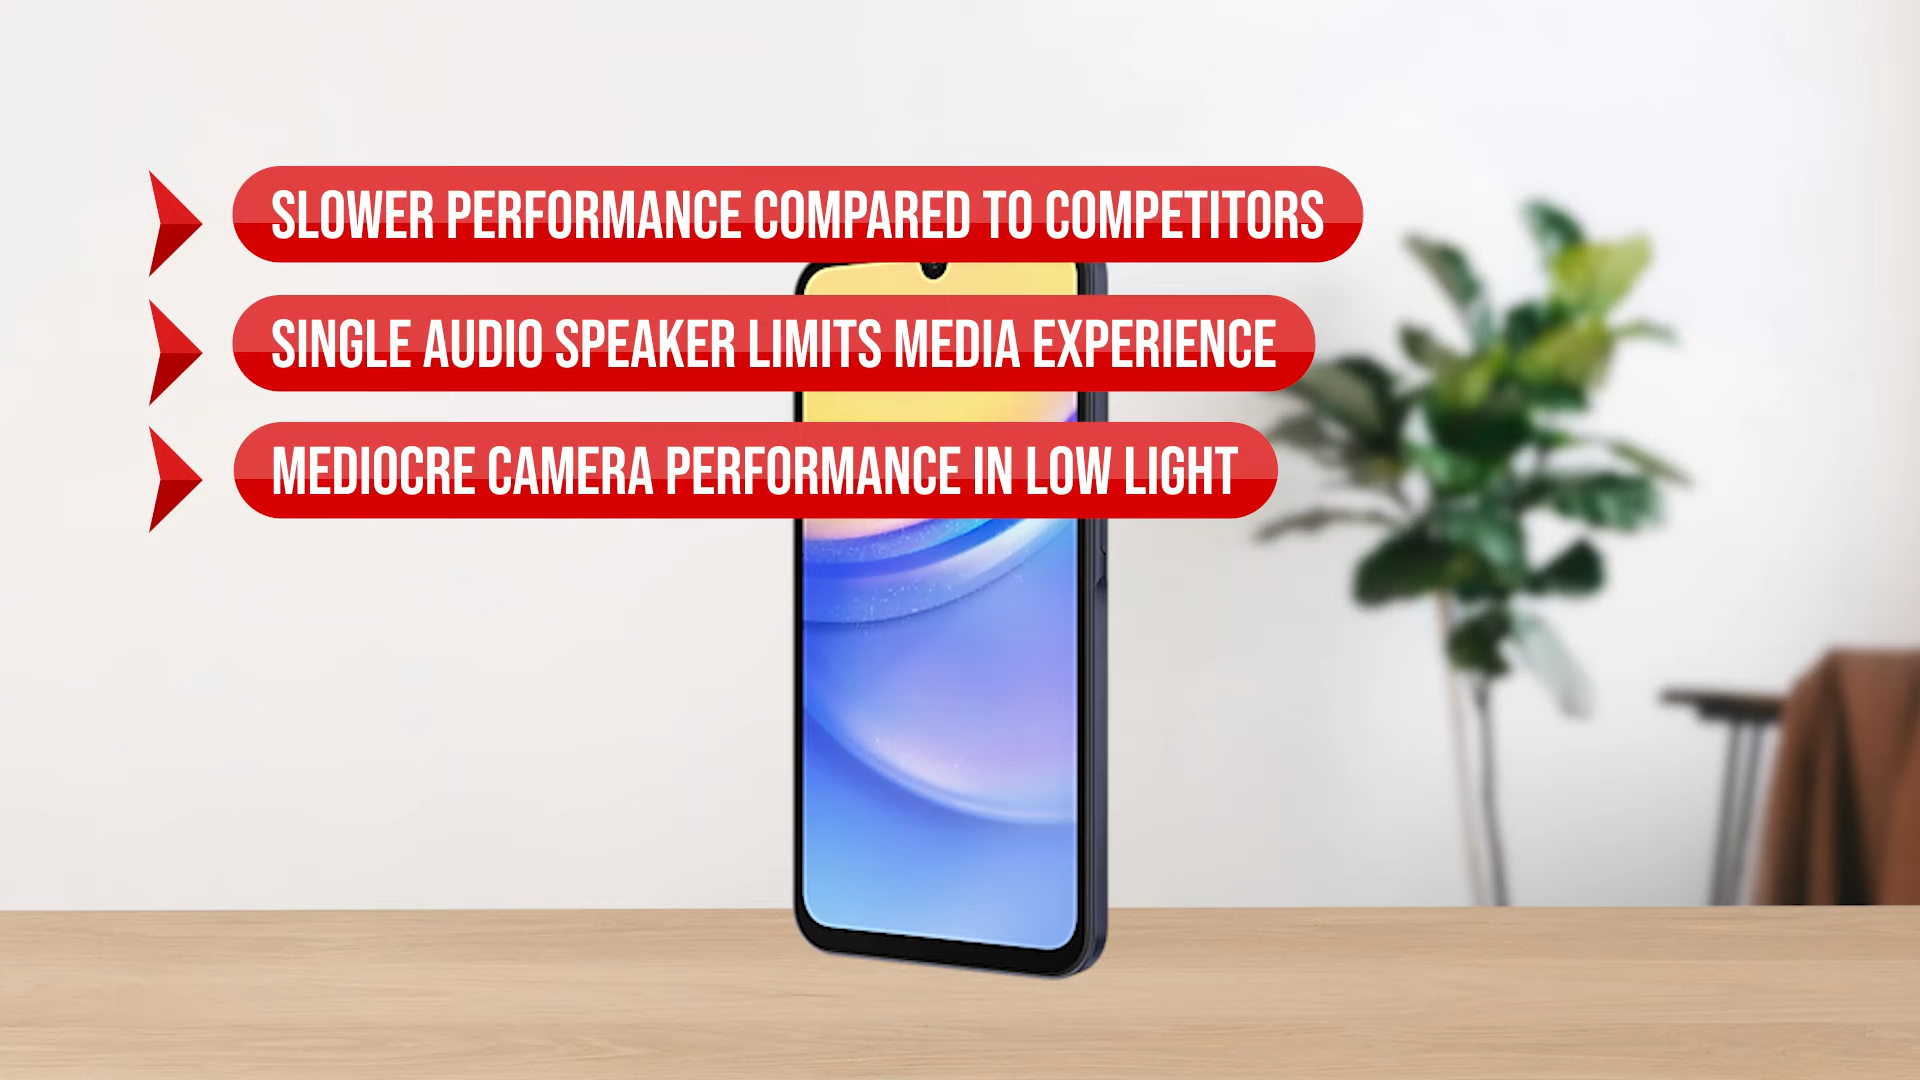 SLOWER PERFORMANCE COMPARED TO COMPETITORS
SINGLE AUDIO SPEAKER LIMITS MEDIA EXPERIENCE
MEDIOCRE CAMERA PERFORMANCE IN LOW LIGHT